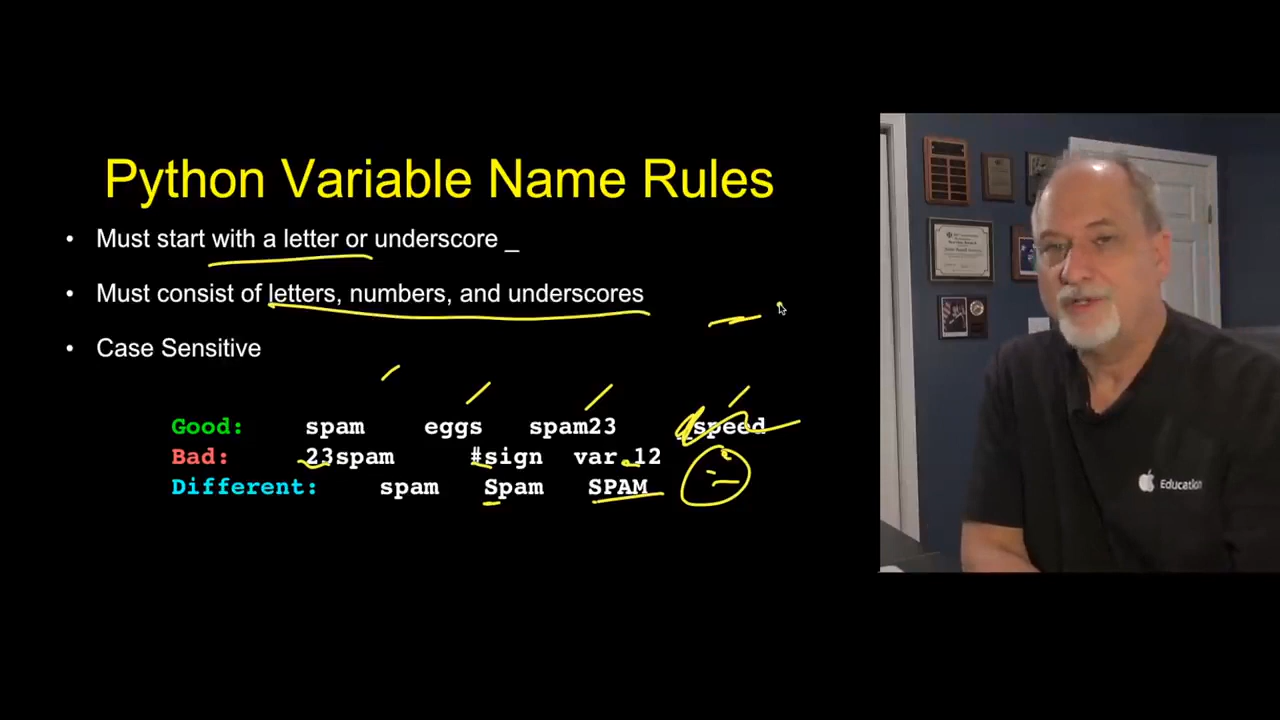 Python Variable Name Rules
• Must start with a letter or underscore _
• Must consist of letters, numbers, and underscores
• Case Sensitive
Good: spam eggs spam23 _speed
Bad: 23spam #sign var.12
Different: spam Spam SPAM
Education